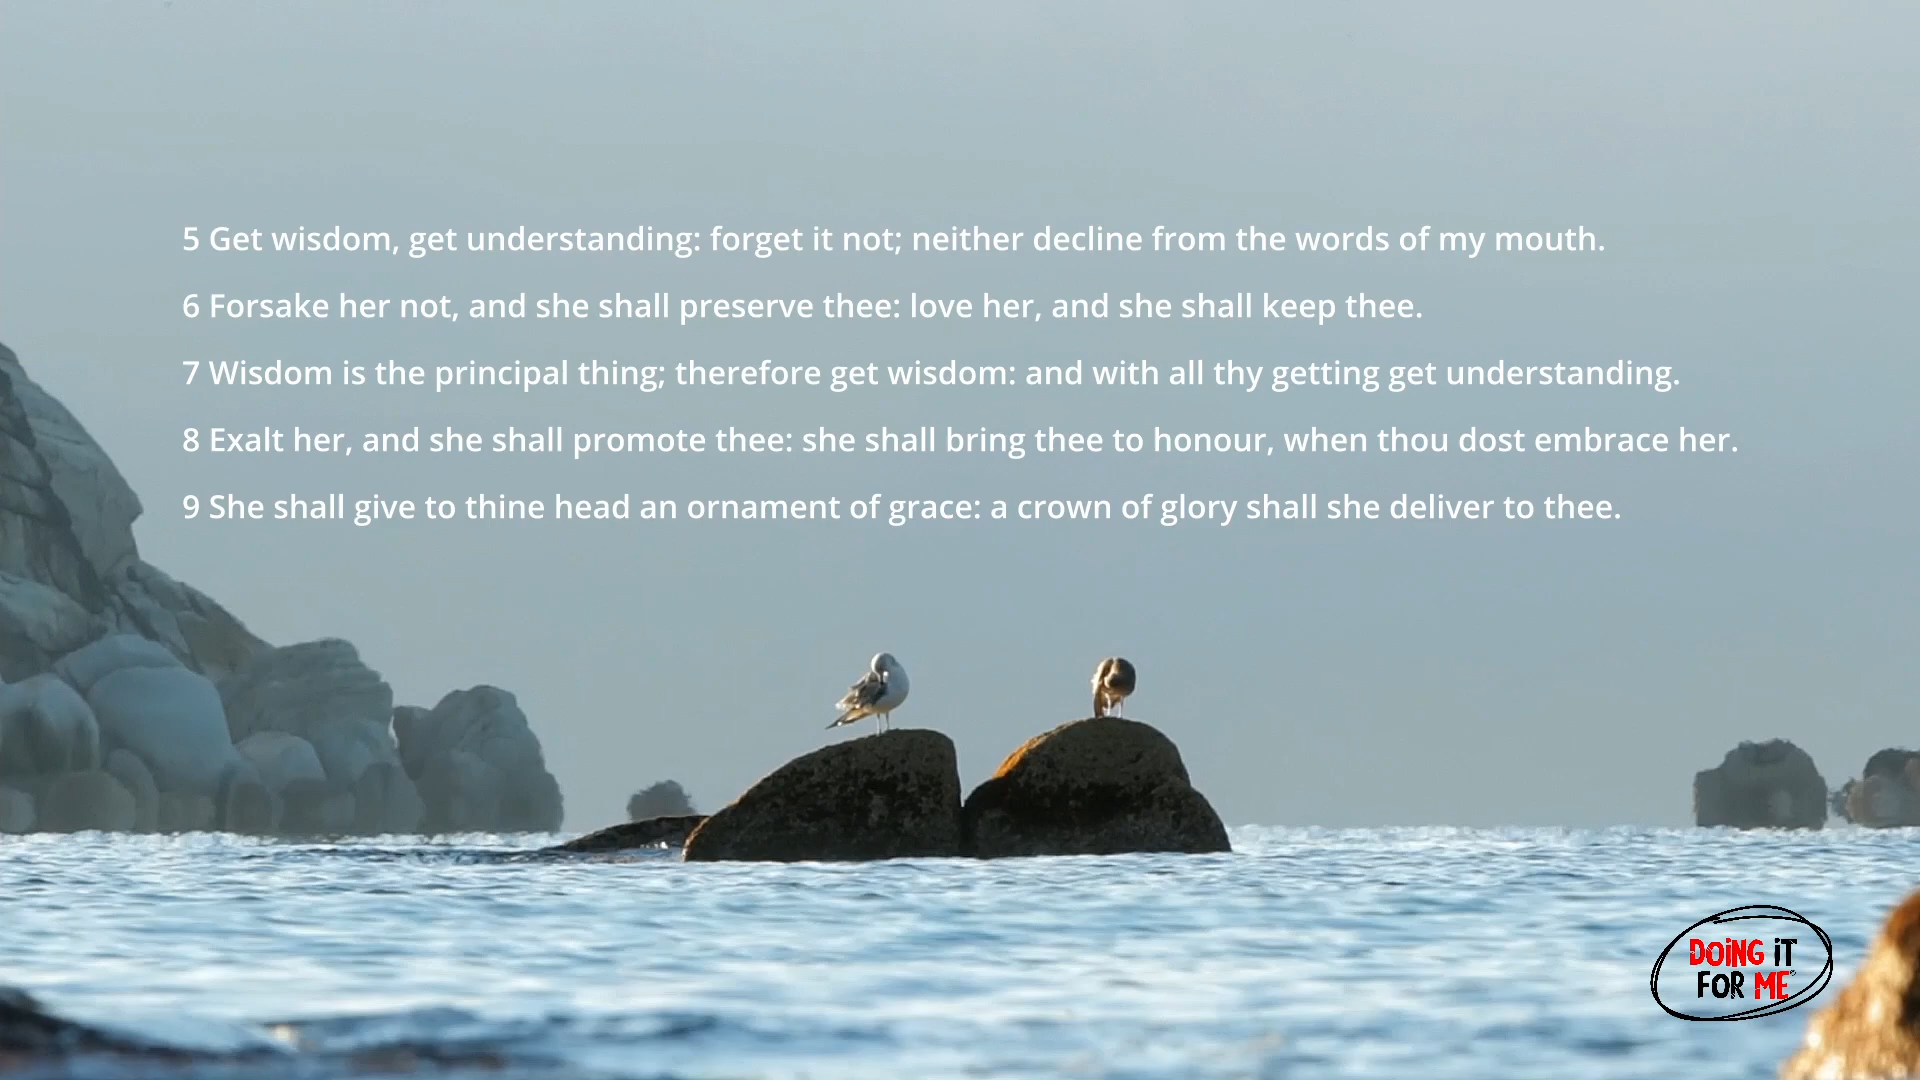 5 Get wisdom, get understanding: forget it not; neither decline from the words of my mouth.
6 Forsake her not, and she shall preserve thee: love her, and she shall keep thee.
7 Wisdom is the principal thing; therefore get wisdom: and with all thy getting get understanding.
8 Exalt her, and she shall promote thee: she shall bring thee to honour, when thou dost embrace her.
9 She shall give to thine head an ornament of grace: a crown of glory shall she deliver to thee.
DOiNG iT
FOR ME